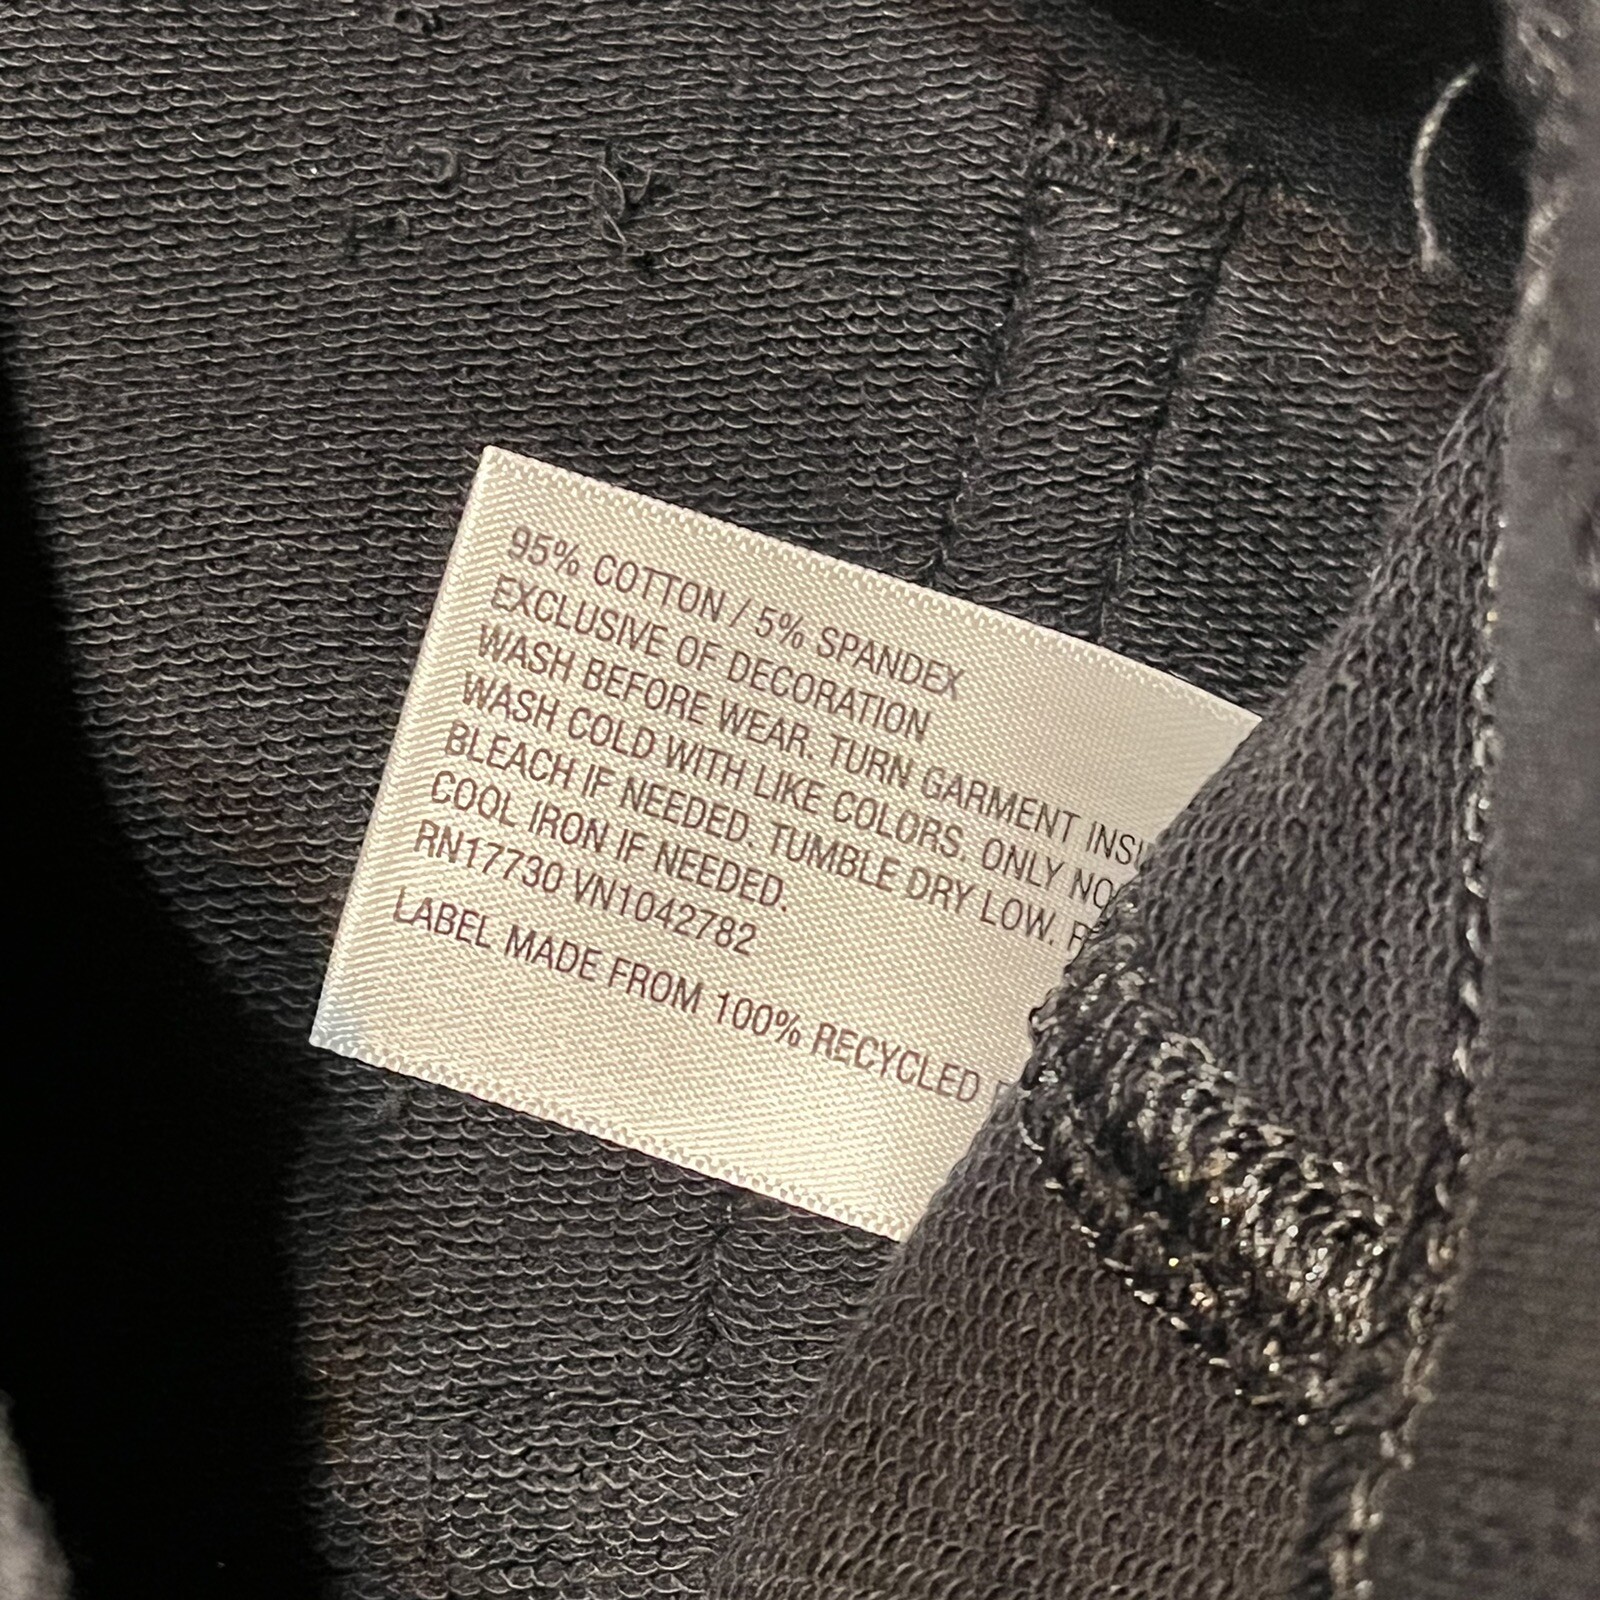 95% COTTON / 5% SPANDEX
EXCLUSIVE OF DECORATION
WASH BEFORE WEAR. TURN GARMENT
WASH COLD WITH LIKE COLORS. ONLY
BLEACH IF NEEDED. TUMBLE DRY LOW.
COOL IRON IF NEEDED.
RN17730 VN1042782
LABEL MADE FROM 100% RECYCLED